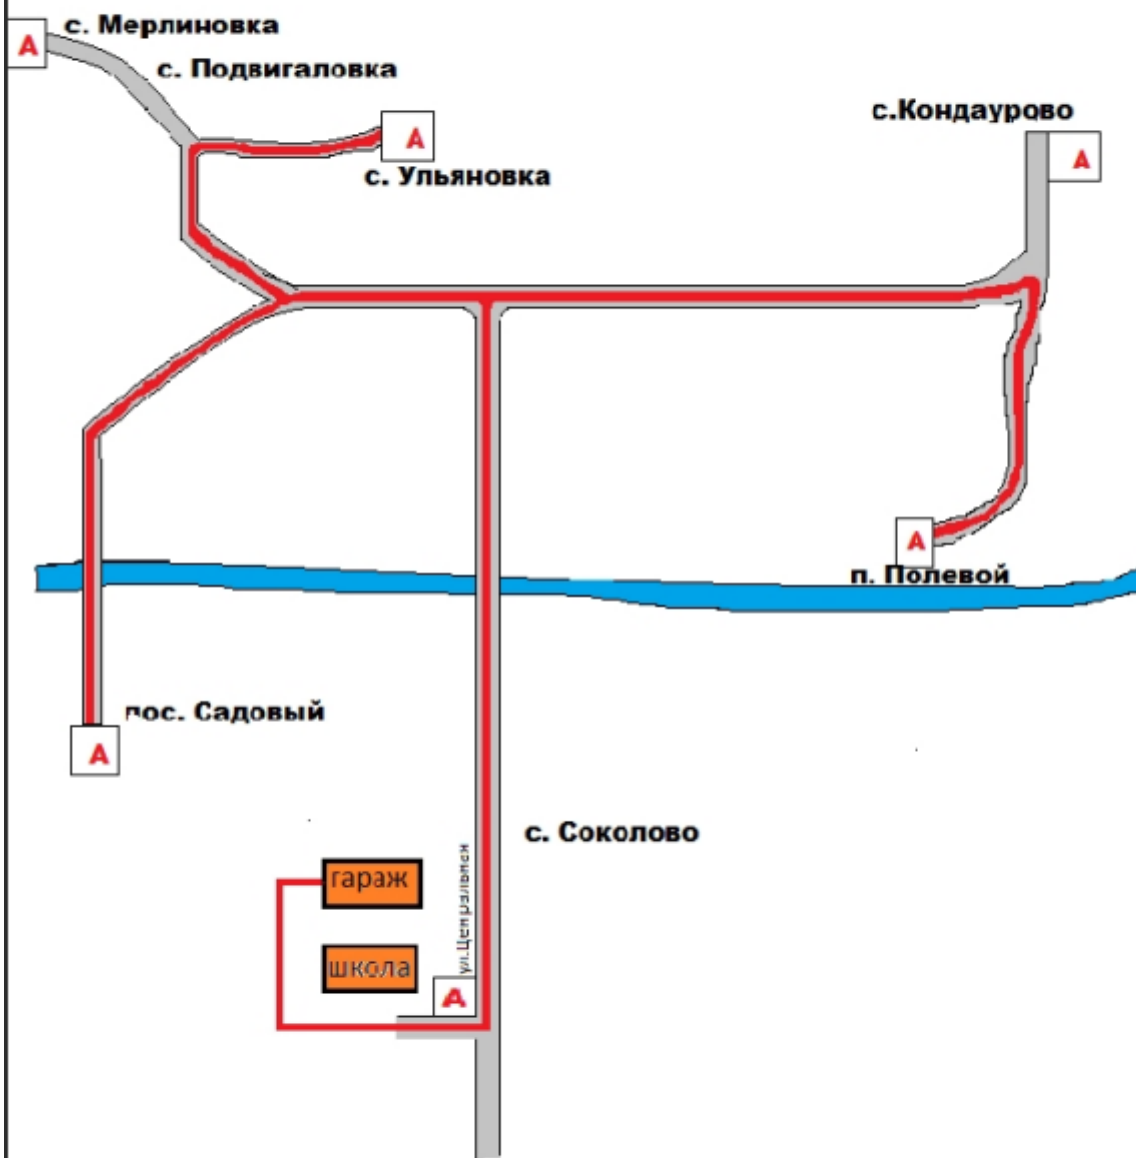 с. Мерлиновка
А
с. Подвигаловка
с.Кондаурово
А
с. Ульяновка
А
А
п. Полевой
пос. Садовый
А
с. Соколово
ул.Центральная
гараж
школа
А